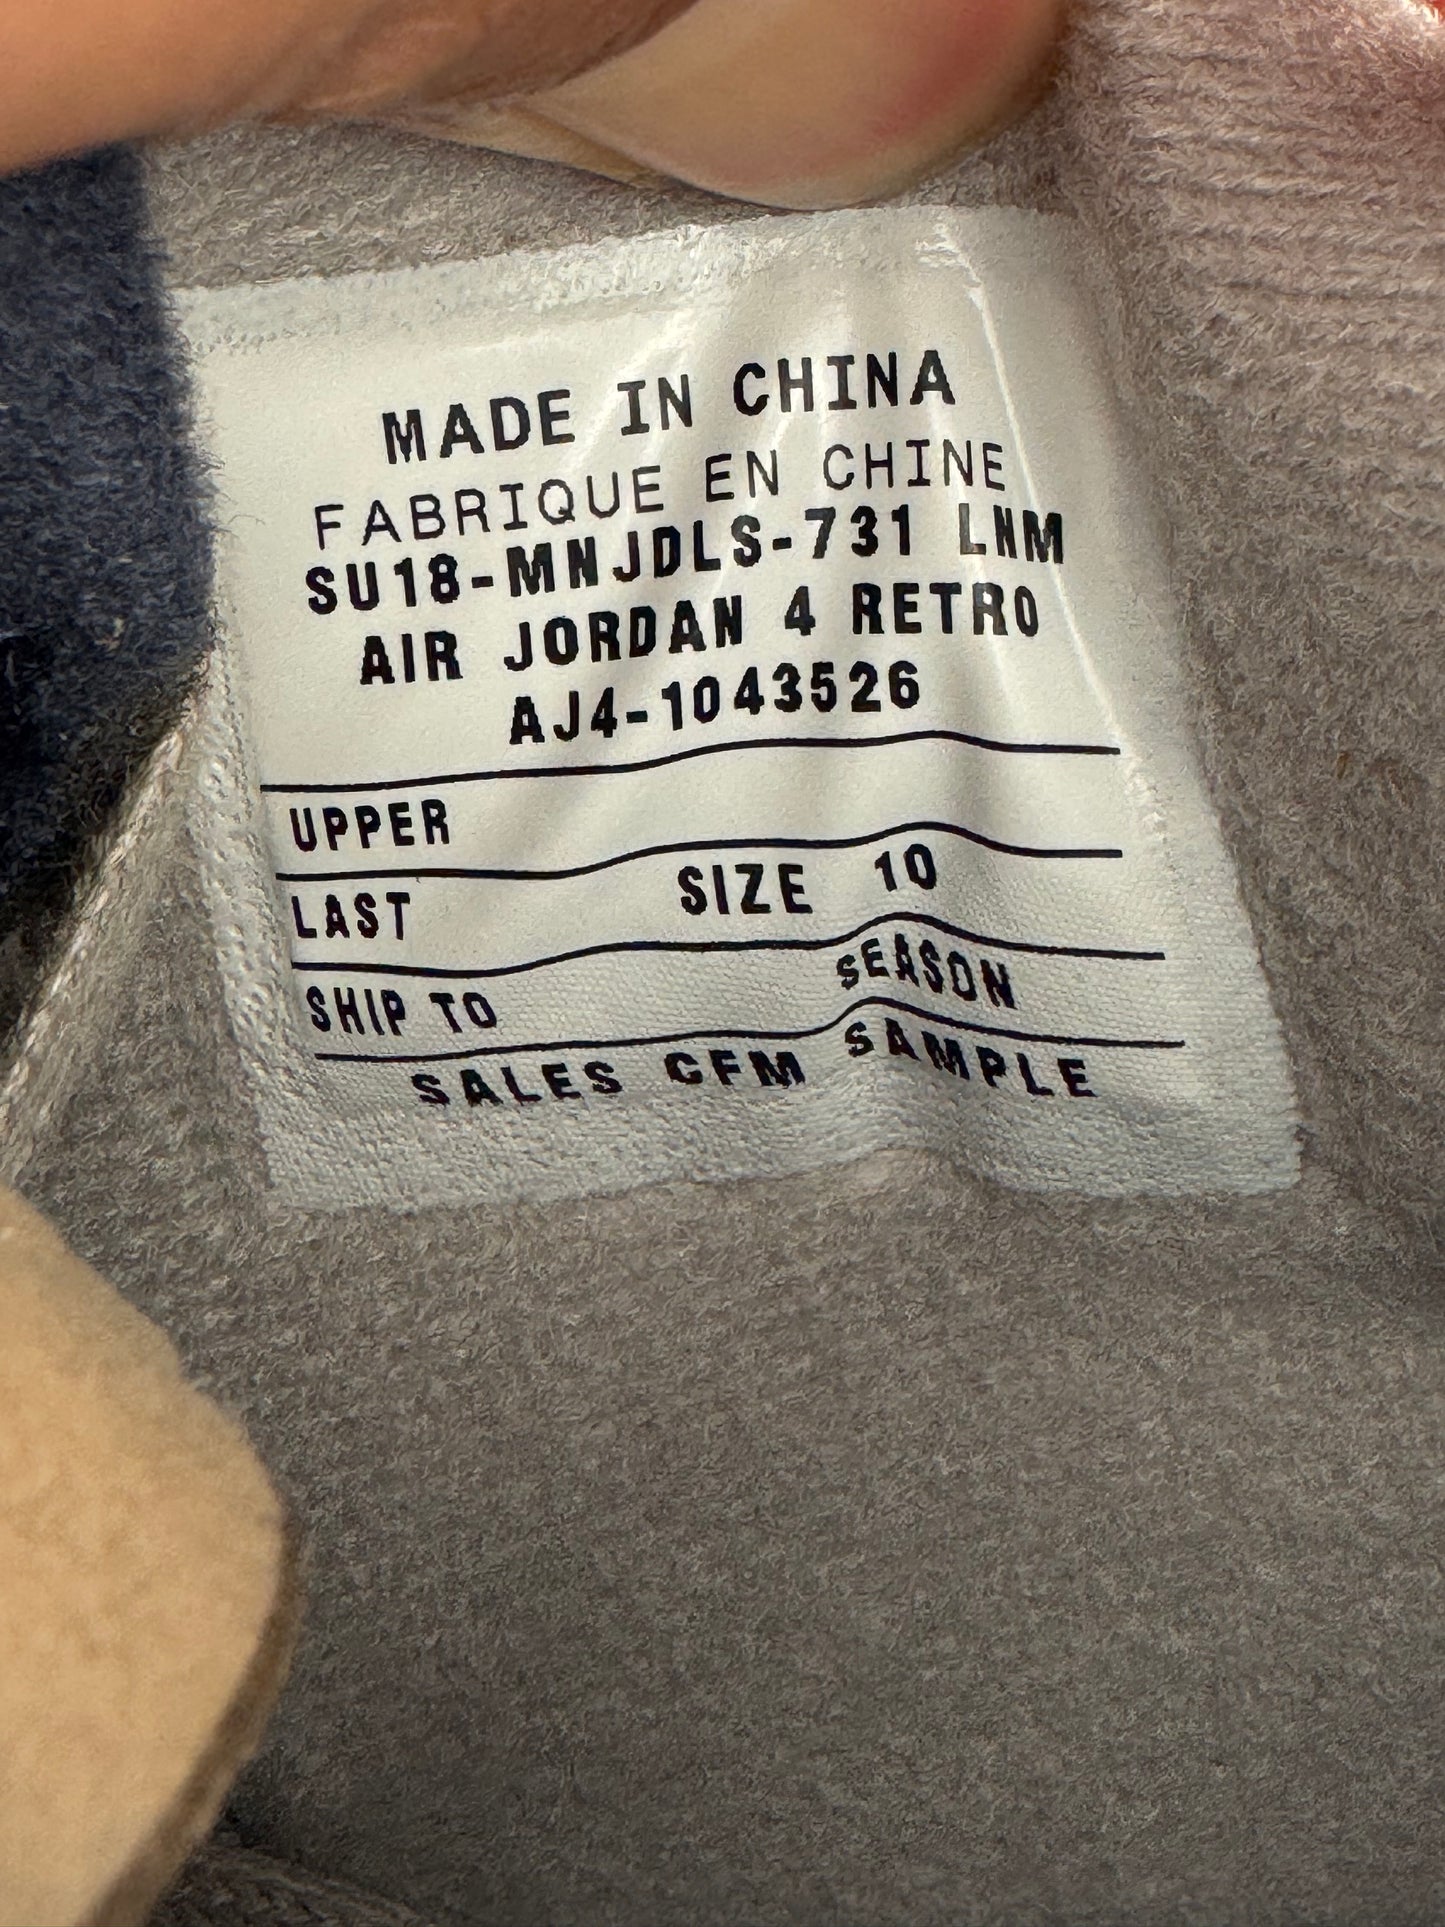 MADE IN CHINA
FABRIQUE EN CHINE
SU18-MNJDLS-731 LNM
AIR JORDAN 4 RETRO
AJ4-1043526
UPPER
LAST SIZE 10
SHIP TO SEASON
SALES CFM SAMPLE